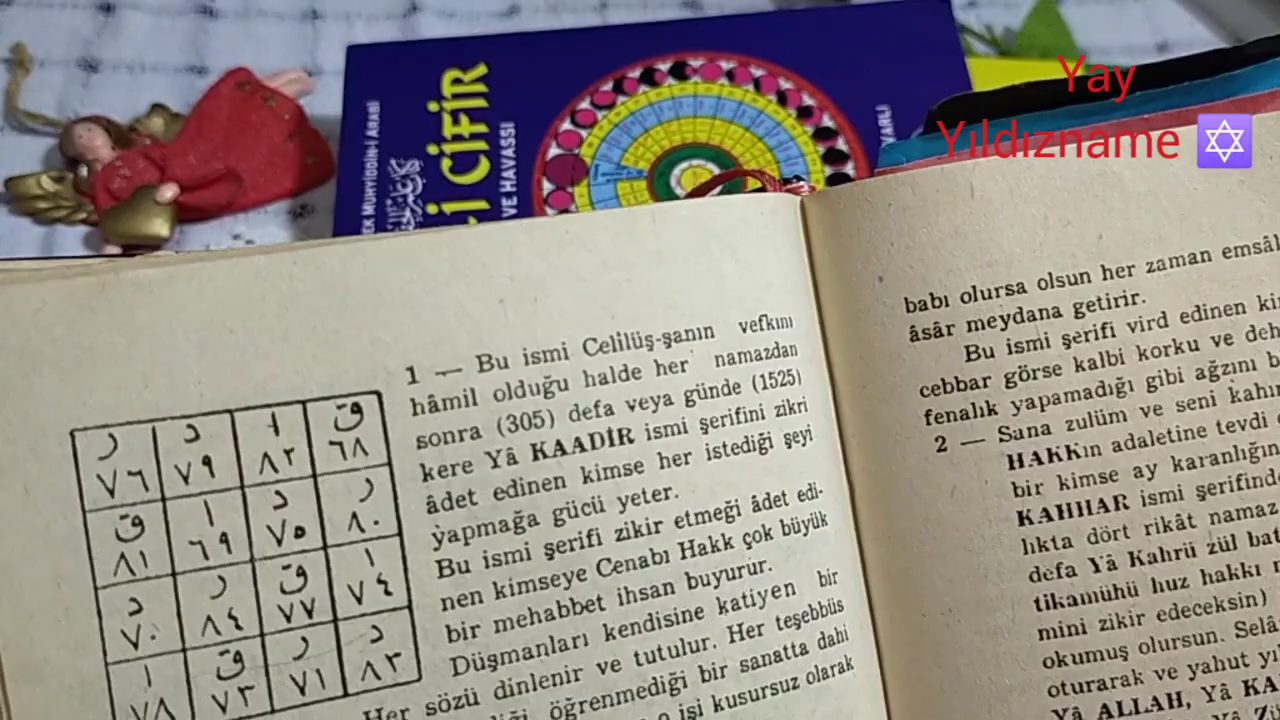 Yay
Yıldızname
EK MUHYİDDİN-İ ARABİ
-İ CİFİR
VE HAVASSI
VARLI
ر د ا ق
٧٦ ٧٩ ٨٢ ٦٨
ق ا د ر
٨١ ٦٩ ٧٥ ٨٠
د ر ق ا
٧٠ ٨٤ ٧٧ ٧٤
ا ق ر د
٧٨ ٧٣ ٧١ ٨٣
1 — Bu ismi Celilüş-şanın vefkını
hâmil olduğu halde her namazdan
sonra (305) defa veya günde (1525)
kere Yâ KAADİR ismi şerifini zikri
âdet edinen kimse her istediği şeyi
yapmağa gücü yeter.
Bu ismi şerifi zikir etmeği âdet edi-
nen kimseye Cenabı Hakk çok büyük
bir mehabbet ihsan buyurur.
Düşmanları kendisine katiyen bir
Her sözü dinlenir ve tutulur. Her teşebbüs
öğrenmediği bir sanatta dahi
o işi kusursuz olarak
babı olursa olsun her zaman emsâl
âsâr meydana getirir.
Bu ismi şerifi vird edinen ki
cebbar görse kalbi korku ve deh
fenalık yapamadığı gibi ağzını b
2 — Sana zulüm ve seni kahı
HAKKın adaletine tevdi
bir kimse ay karanlığın
KAHHAR ismi şerifinde
lıkta dört rikât namaz
defa Yâ Kahrü zül bat
tikamühü huz hakkı
mini zikir edeceksin)
okumuş olursun. Selâ
oturarak ve yahut yıl
Yâ ALLAH, Yâ KA